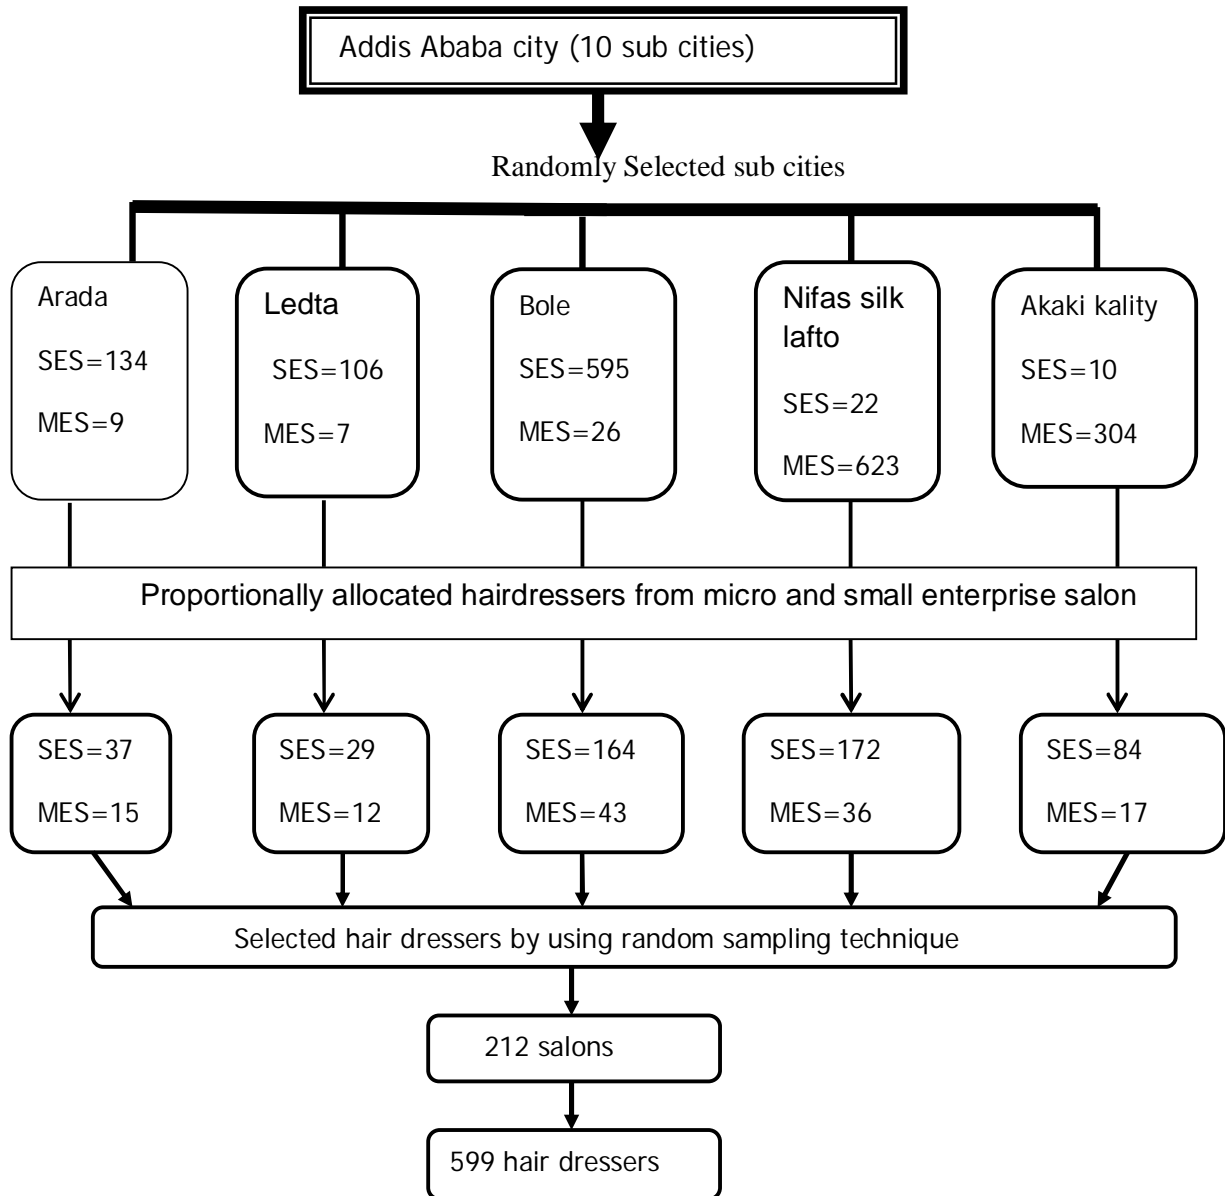 Addis Ababa city (10 sub cities)
Randomly Selected sub cities
Arada
SES=134
MES=9
Ledta
SES=106
MES=7
Bole
SES=595
MES=26
Nifas silk
lafto
SES=22
MES=623
Akaki kality
SES=10
MES=304
Proportionally allocated hairdressers from micro and small enterprise salon
SES=37
MES=15
SES=29
MES=12
SES=164
MES=43
SES=172
MES=36
SES=84
MES=17
Selected hair dressers by using random sampling technique
212 salons
599 hair dressers